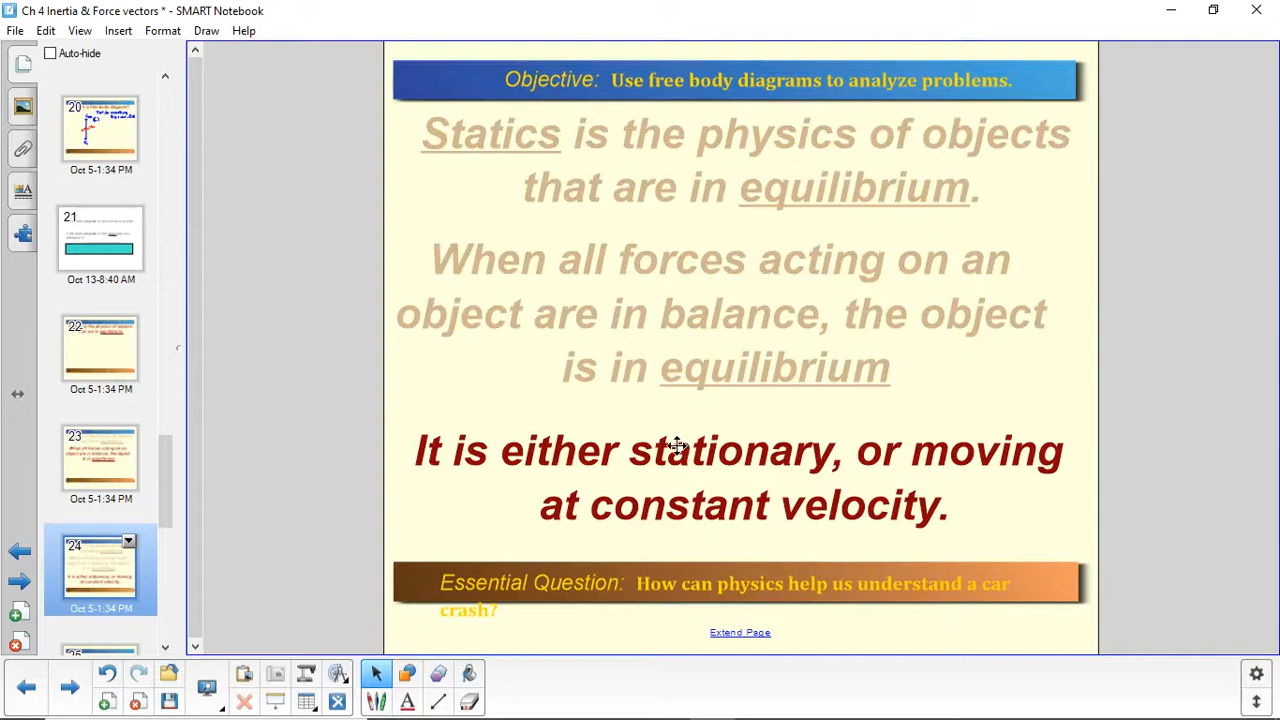 Ch 4 Inertia & Force vectors * - SMART Notebook
File Edit View Insert Format Draw Help
Auto-hide
20
Oct 5-1:34 PM
21
Oct 13-8:40 AM
22
Oct 5-1:34 PM
23
Oct 5-1:34 PM
24
Oct 5-1:34 PM
Objective: Use free body diagrams to analyze problems.
Statics is the physics of objects
that are in equilibrium.
When all forces acting on an
object are in balance, the object
is in equilibrium
It is either stationary, or moving
at constant velocity.
Essential Question: How can physics help us understand a car
crash?
Extend Page